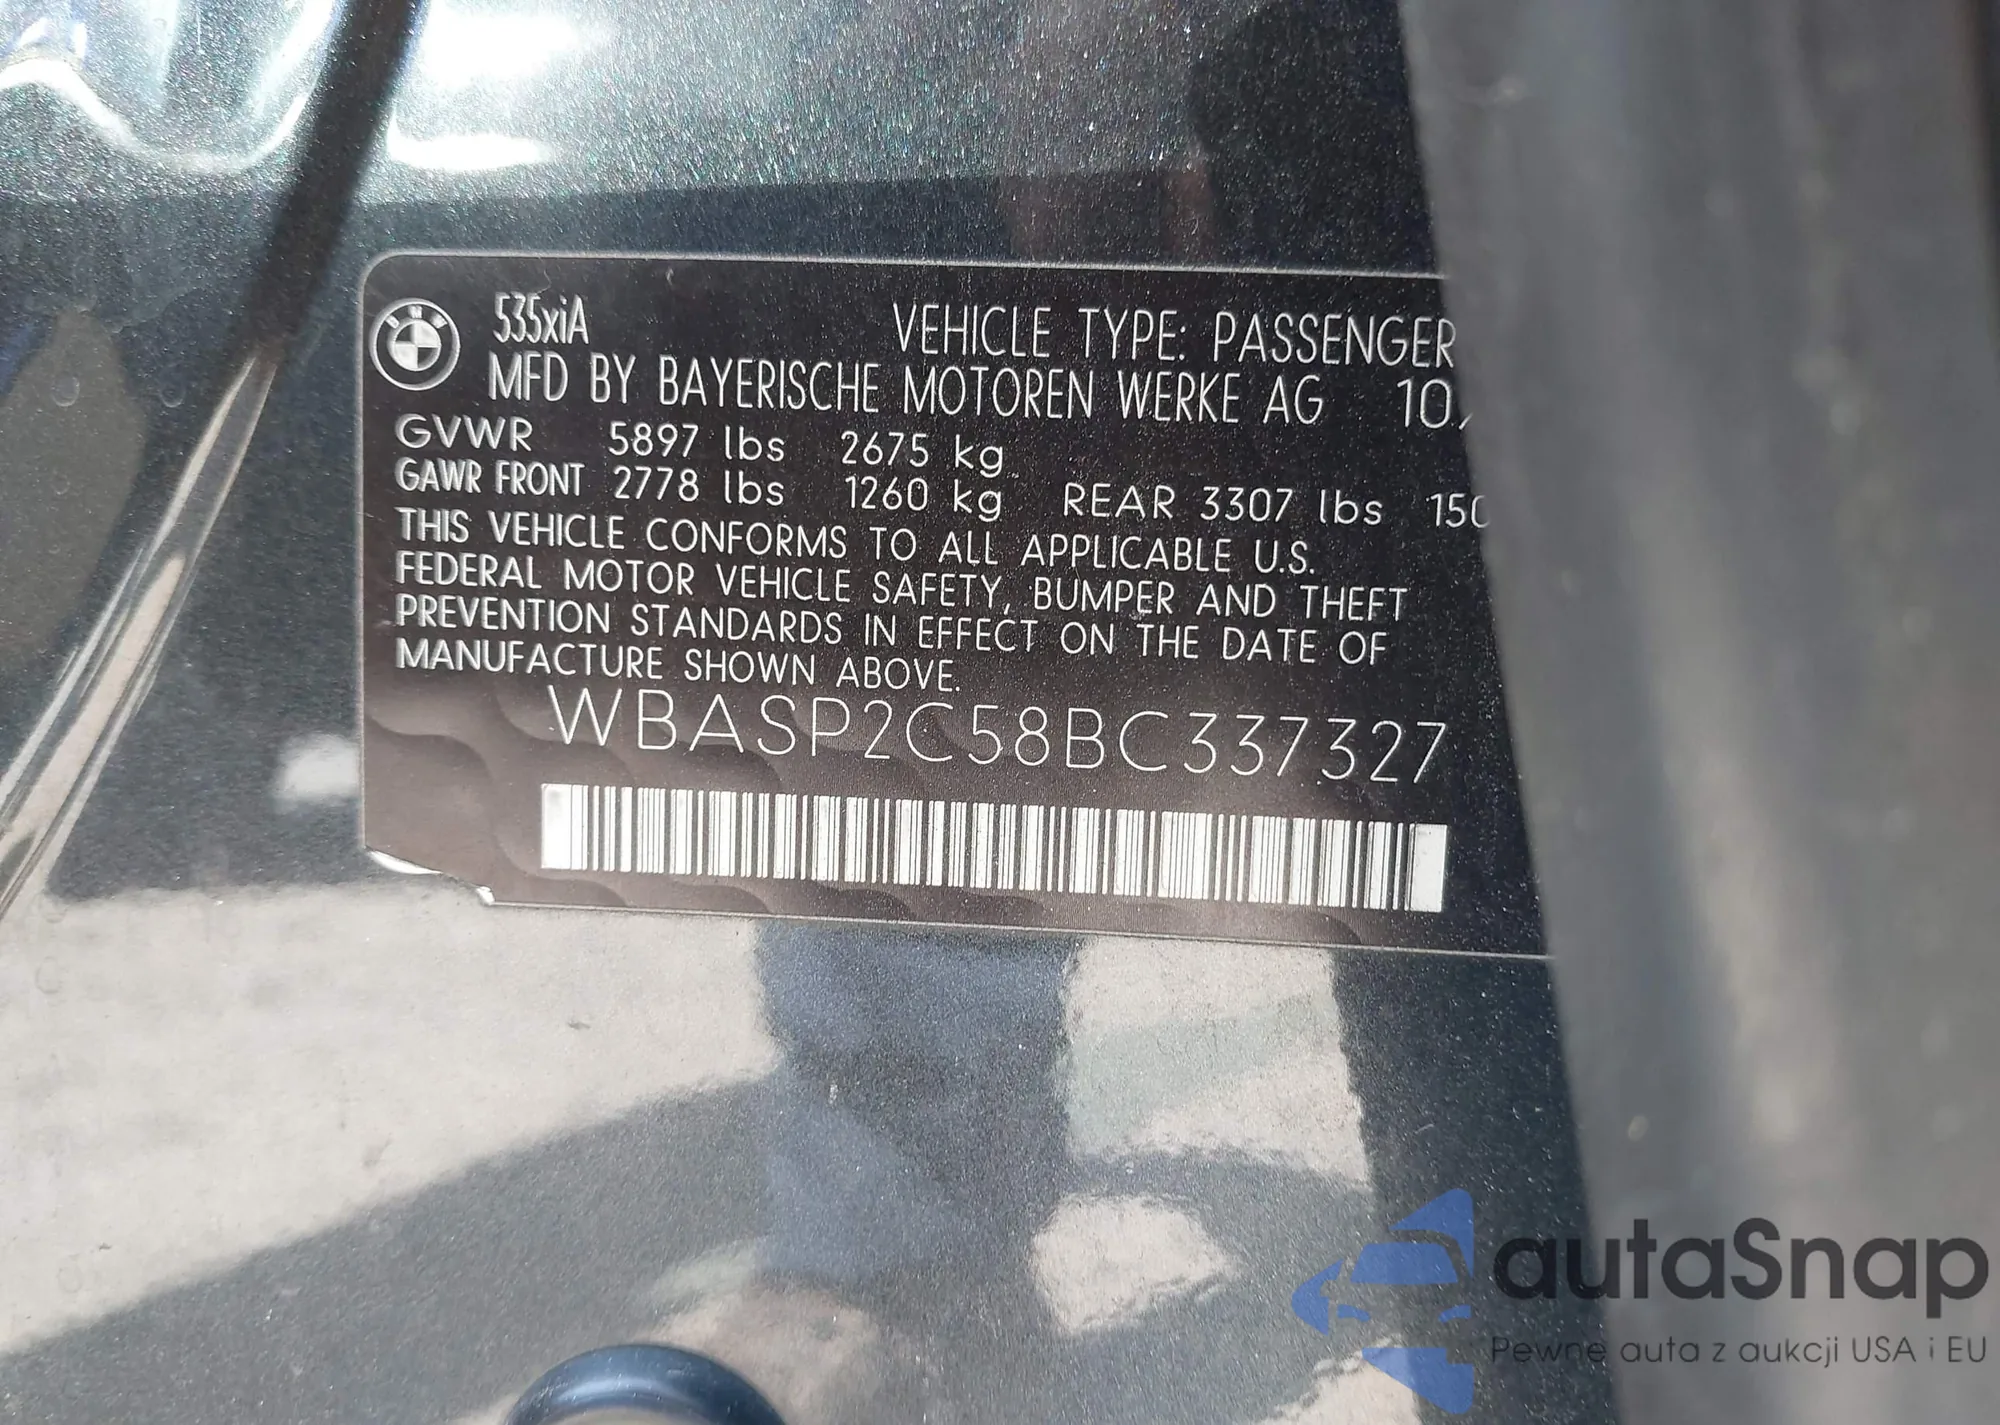 535xiA VEHICLE TYPE: PASSENGER
MFD BY BAYERISCHE MOTOREN WERKE AG 10
GVWR 5897 lbs 2675 kg
GAWR FRONT 2778 lbs 1260 kg REAR 3307 lbs 150
THIS VEHICLE CONFORMS TO ALL APPLICABLE U.S.
FEDERAL MOTOR VEHICLE SAFETY, BUMPER AND THEFT
PREVENTION STANDARDS IN EFFECT ON THE DATE OF
MANUFACTURE SHOWN ABOVE.
WBASP2C58BC337327
autaSnap
Pewne auta z aukcji USA i EU